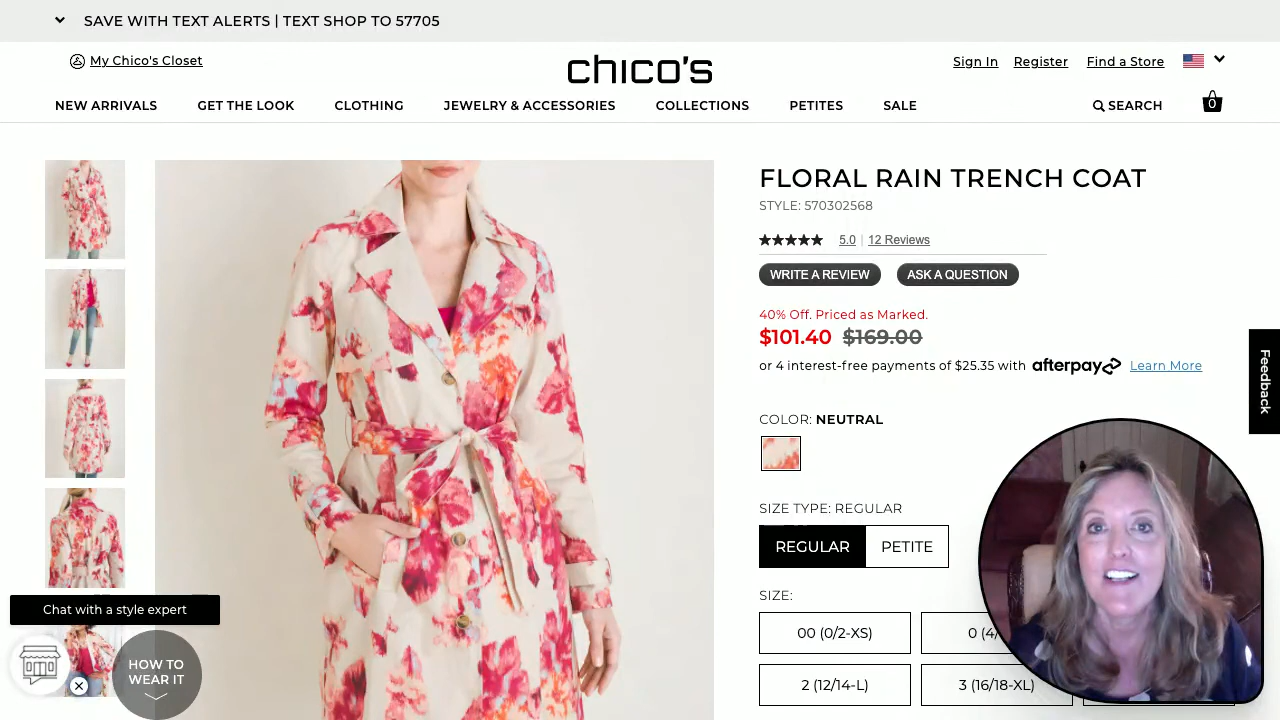 SAVE WITH TEXT ALERTS | TEXT SHOP TO 57705
My Chico's Closet
chico's
Sign In Register Find a Store
NEW ARRIVALS GET THE LOOK CLOTHING JEWELRY & ACCESSORIES COLLECTIONS PETITES SALE
SEARCH
0
FLORAL RAIN TRENCH COAT
STYLE: 570302568
5.0 | 12 Reviews
WRITE A REVIEW ASK A QUESTION
40% Off. Priced as Marked.
$101.40 $169.00
or 4 interest-free payments of $25.35 with afterpay Learn More
Feedback
COLOR: NEUTRAL
SIZE TYPE: REGULAR
REGULAR PETITE
SIZE:
00 (0/2-XS) 0 (4/
2 (12/14-L) 3 (16/18-XL)
Chat with a style expert
HOW TO
WEAR IT